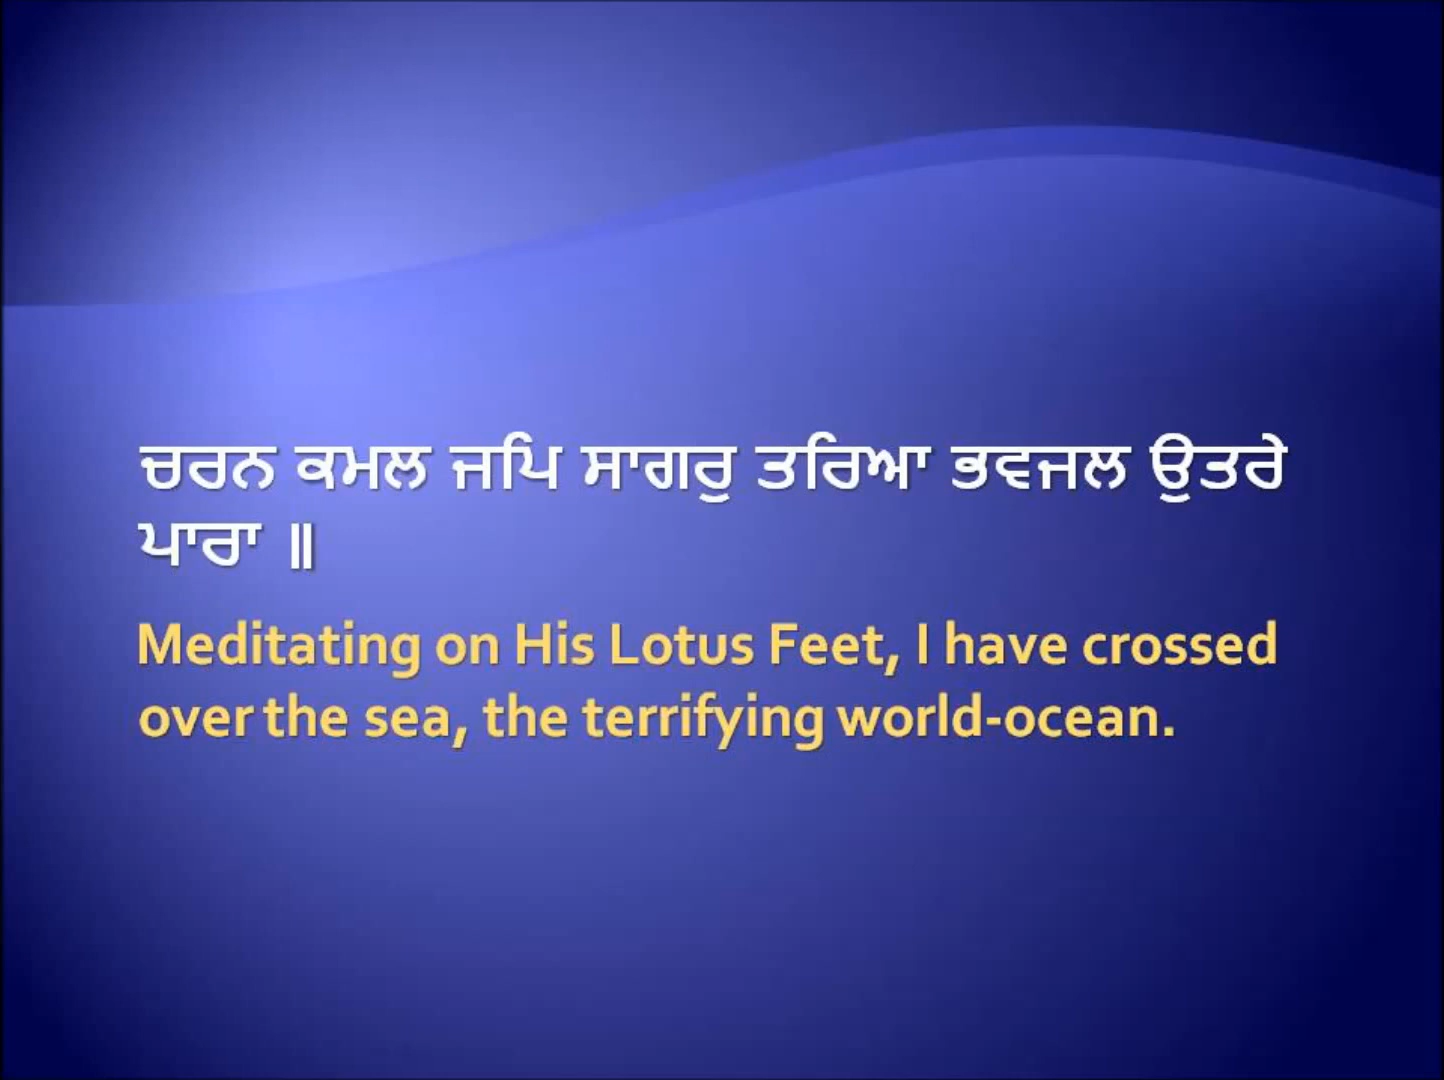 ਚਰਨ ਕਮਲ ਜਪਿ ਸਾਗਰੁ ਤਰਿਆ ਭਵਜਲ ਉਤਰੇ
ਪਾਰਾ ॥
Meditating on His Lotus Feet, I have crossed
over the sea, the terrifying world-ocean.